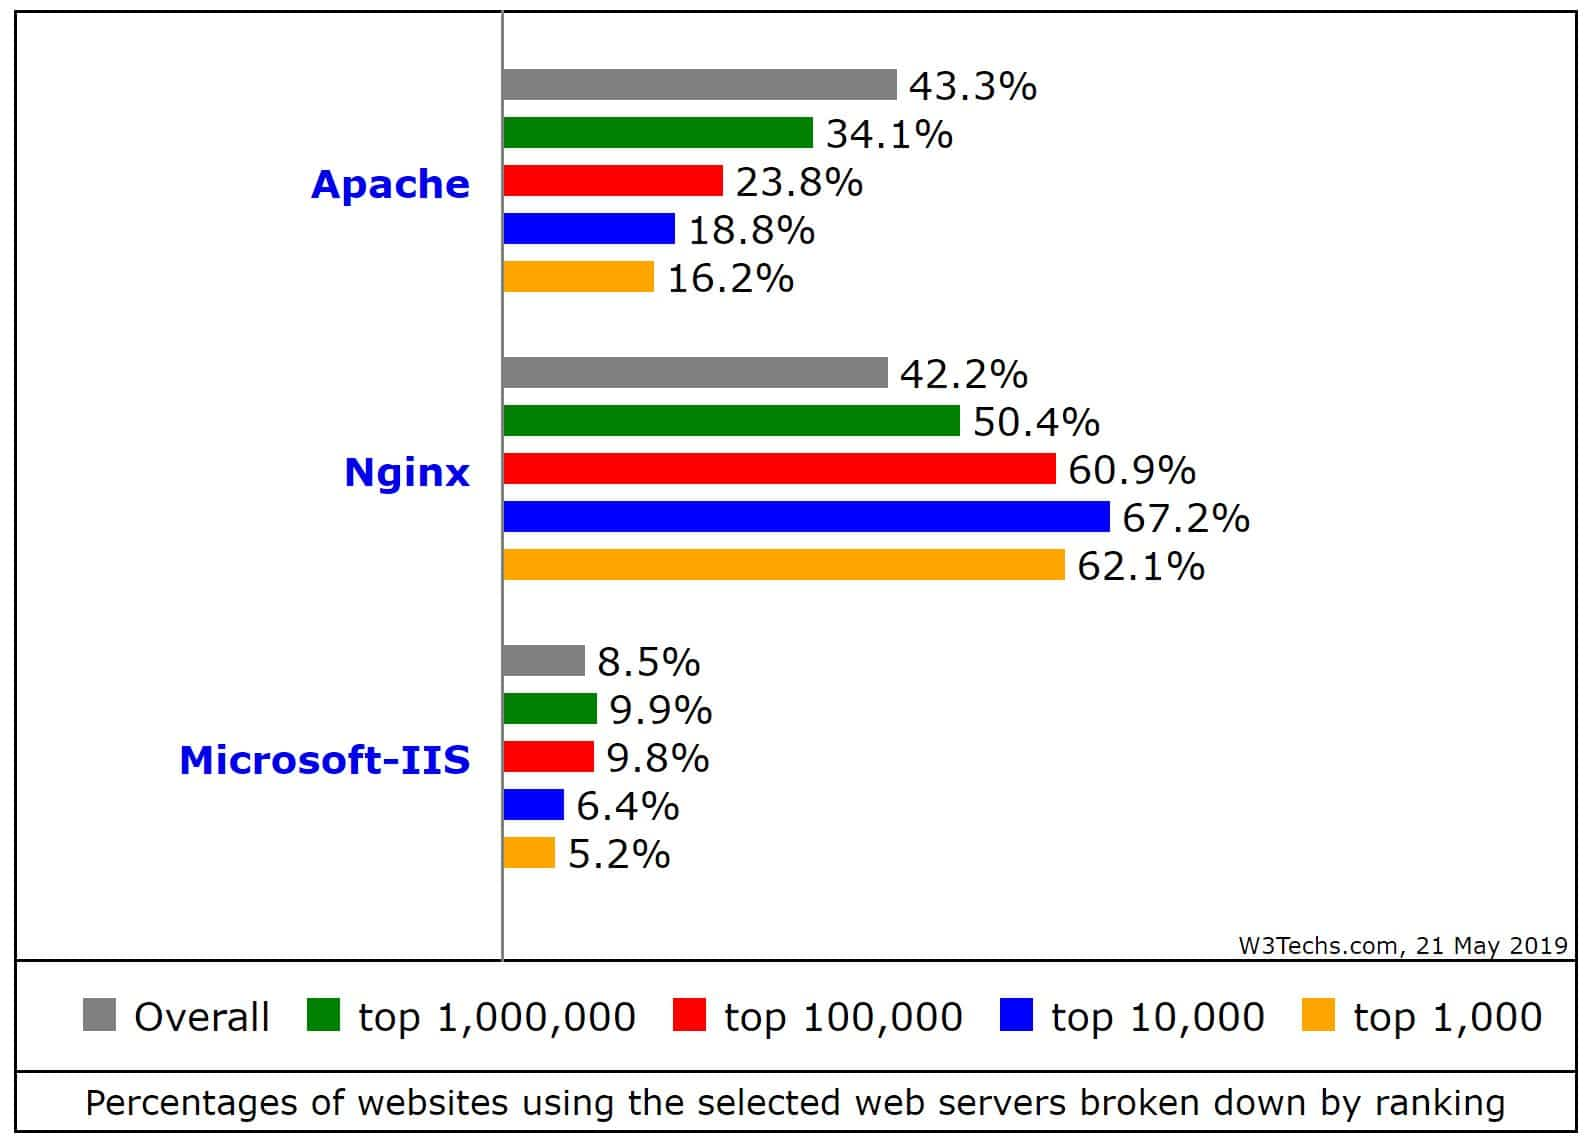 43.3%
34.1%
Apache
23.8%
18.8%
16.2%
42.2%
50.4%
Nginx
60.9%
67.2%
62.1%
8.5%
9.9%
Microsoft-IIS
9.8%
6.4%
5.2%
W3Techs.com, 21 May 2019
Overall top 1,000,000 top 100,000 top 10,000 top 1,000
Percentages of websites using the selected web servers broken down by ranking